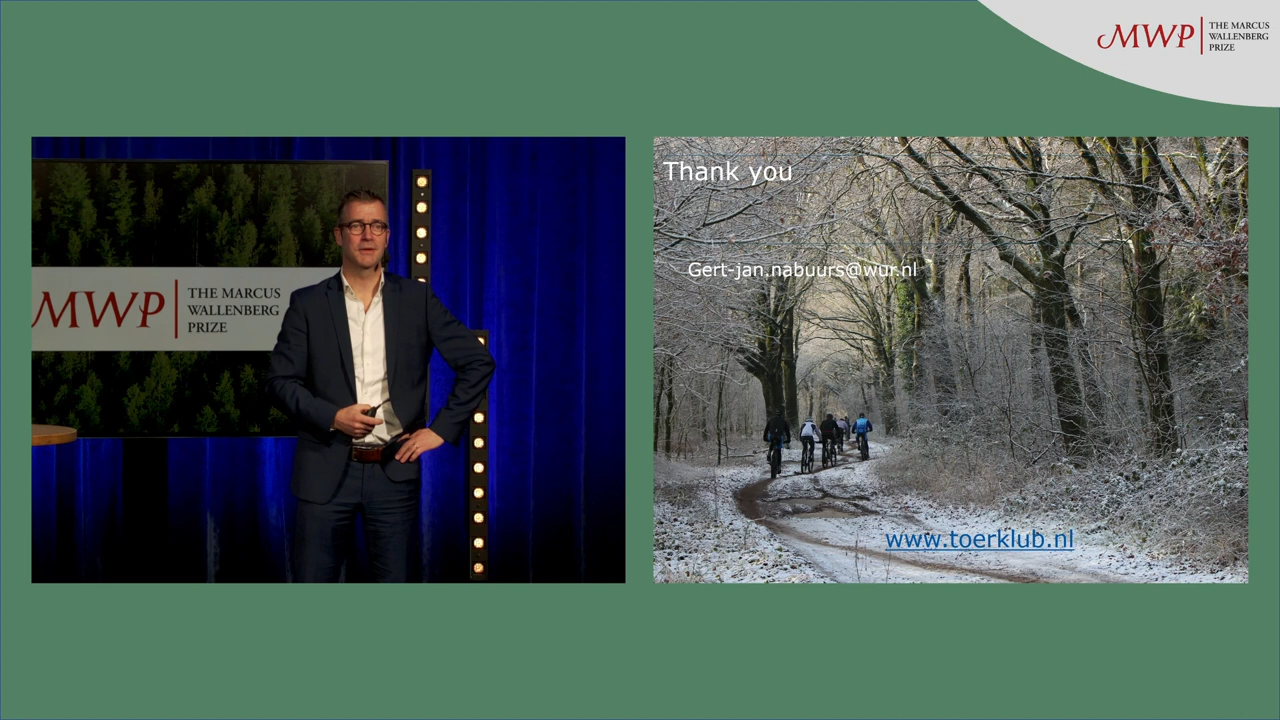 MWP
THE MARCUS
WALLENBERG
PRIZE
MWP
THE MARCUS
WALLENBERG
PRIZE
Thank you
Gert-jan.nabuurs@wur.nl
www.toerklub.nl